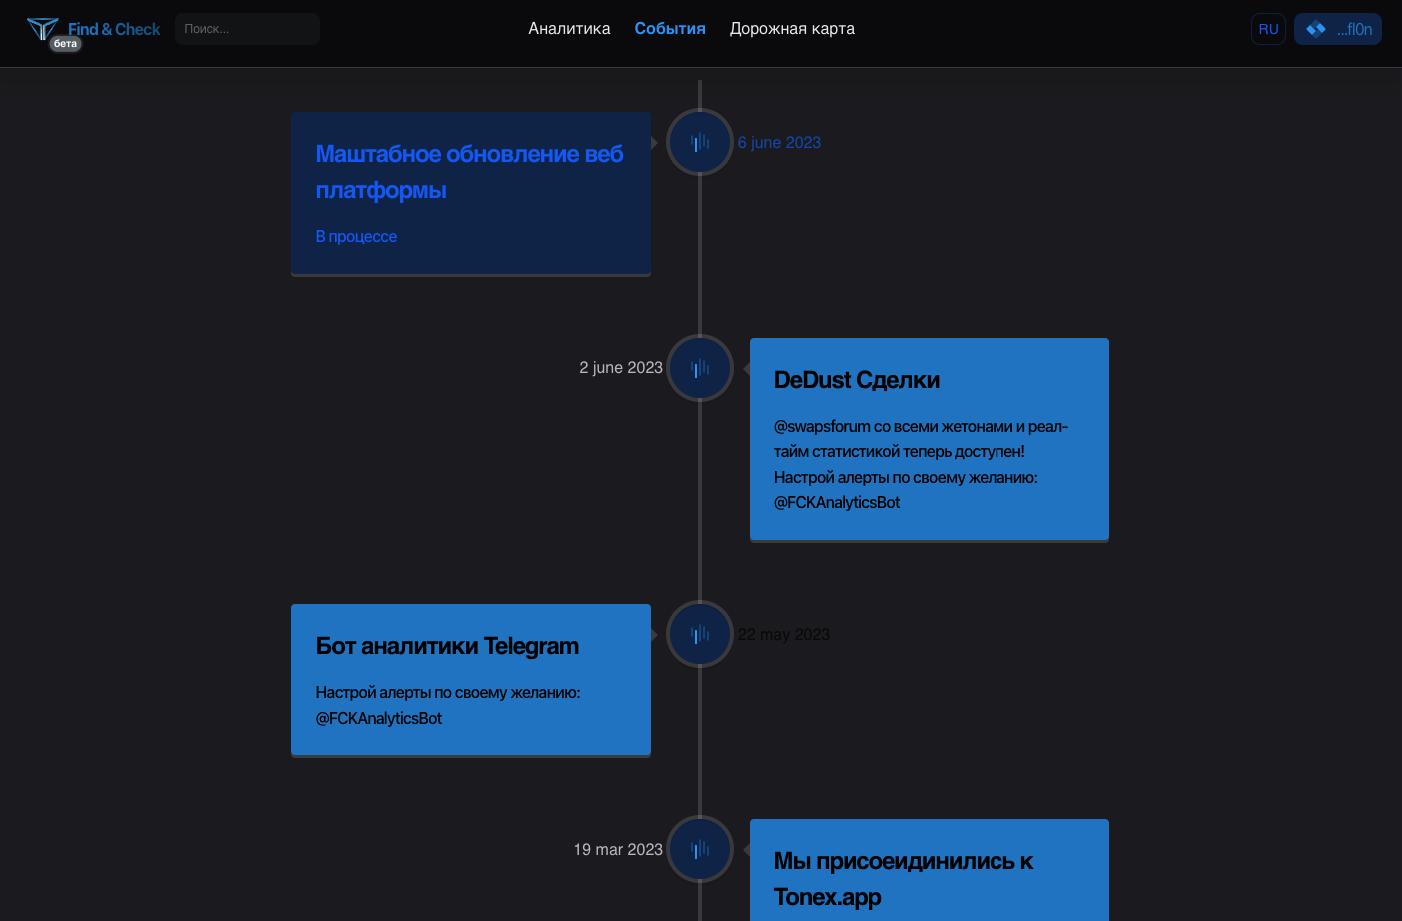 Find & Check
бета
Поиск...
Аналитика
События
Дорожная карта
RU
...fl0n
Маштабное обновление веб
платформы
В процессе
6 june 2023
2 june 2023
DeDust Сделки
@swapsforum со всеми жетонами и реал-
тайм статистикой теперь доступен!
Настрой алерты по своему желанию:
@FCKAnalyticsBot
Бот аналитики Telegram
Настрой алерты по своему желанию:
@FCKAnalyticsBot
22 may 2023
19 mar 2023
Мы присоеидинились к
Tonex.app